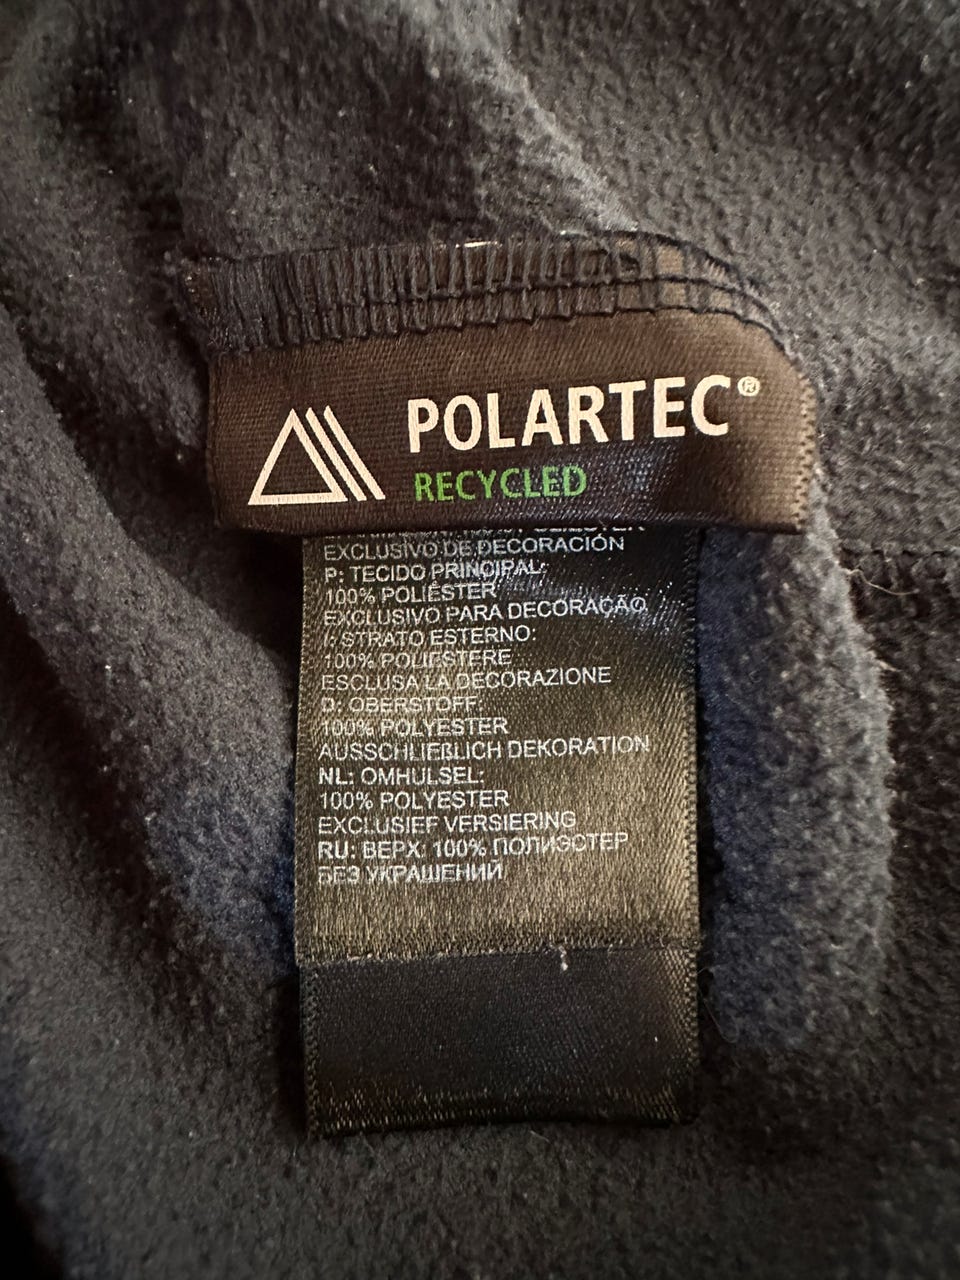 POLARTEC®
RECYCLED
EXCLUSIVO DE DECORACIÓN
P: TECIDO PRINCIPAL:
100% POLIÉSTER
EXCLUSIVO PARA DECORAÇÃO
I: STRATO ESTERNO:
100% POLIESTERE
ESCLUSA LA DECORAZIONE
D: OBERSTOFF
100% POLYESTER
AUSSCHLIEßLICH DEKORATION
NL: OMHULSEL:
100% POLYESTER
EXCLUSIEF VERSIERING
RU: ВЕРХ: 100% ПОЛИЭСТЕР
БЕЗ УКРАШЕНИЙ